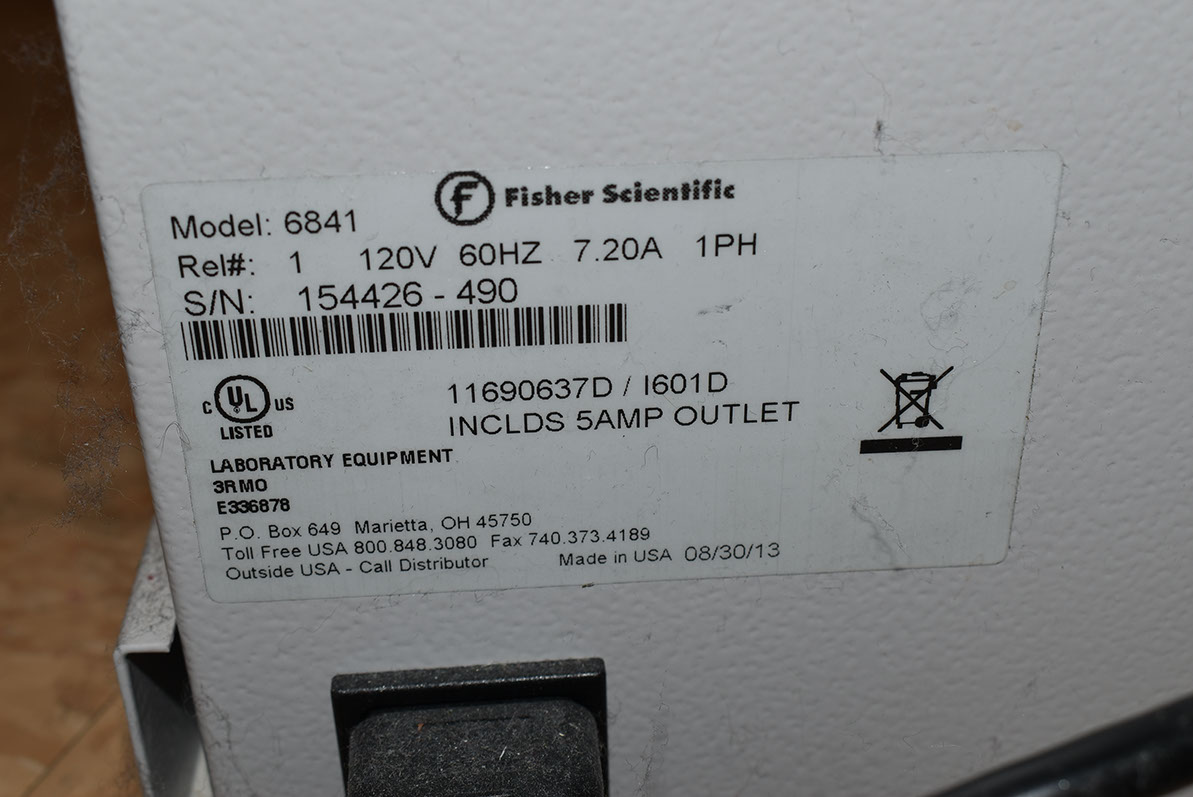 F Fisher Scientific
Model: 6841
Rel#: 1 120V 60HZ 7.20A 1PH
S/N: 154426 - 490
C UL US
LISTED
11690637D / I601D
INCLDS 5AMP OUTLET
LABORATORY EQUIPMENT
3RMO
E336878
P.O. Box 649 Marietta, OH 45750
Toll Free USA 800.848.3080 Fax 740.373.4189
Outside USA - Call Distributor Made in USA 08/30/13